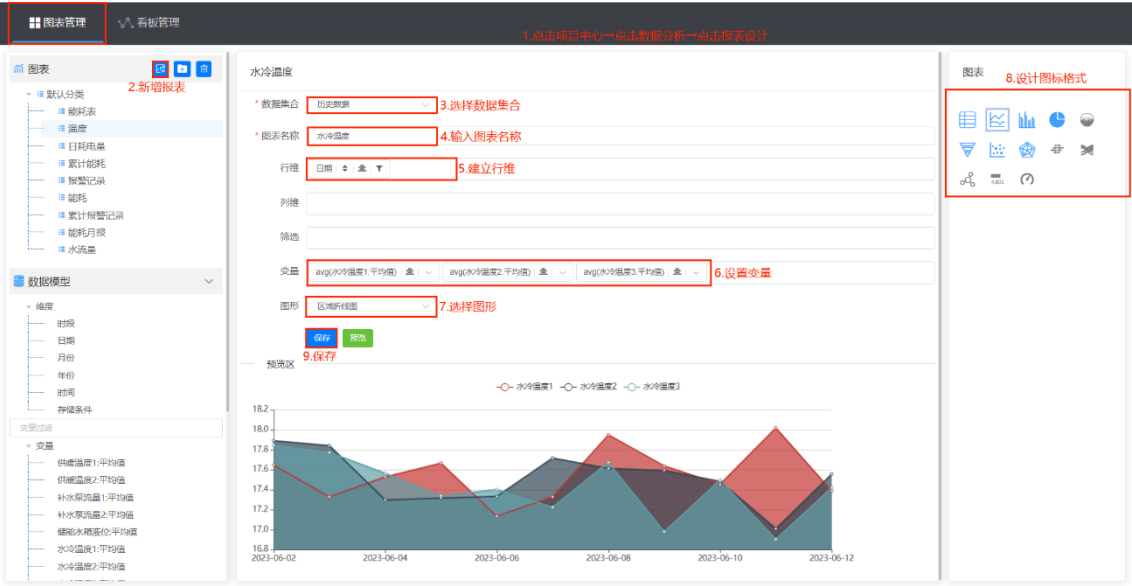 图表管理 看板管理
1.点击项目中心→点击数据分析→点击报表设计
图表
2.新增报表
默认分类
能耗表
温度
日耗电量
累计能耗
报警记录
能耗
累计报警记录
能耗月报
水流量
数据模型
维度
时段
日期
月份
年份
时间
存储条件
变量过滤
变量
供暖温度1:平均值
供暖温度2:平均值
补水泵流量1:平均值
补水泵流量2:平均值
储能水箱液位:平均值
水冷温度1:平均值
水冷温度2:平均值
水冷温度
* 数据集合 历史数据 3.选择数据集合
* 图表名称 水冷温度 4.输入图表名称
行维 日期 5.建立行维
列维
筛选
变量 avg(水冷温度1.平均值) avg(水冷温度2.平均值) avg(水冷温度3.平均值) 6.设置变量
图形 区域折线图 7.选择图形
保存 预览
9.保存
预览区
水冷温度1 水冷温度2 水冷温度3
18.2
18.0
17.8
17.6
17.4
17.2
17.0
16.8
2023-06-02 2023-06-04 2023-06-06 2023-06-08 2023-06-10 2023-06-12
图表 8.设计图标格式